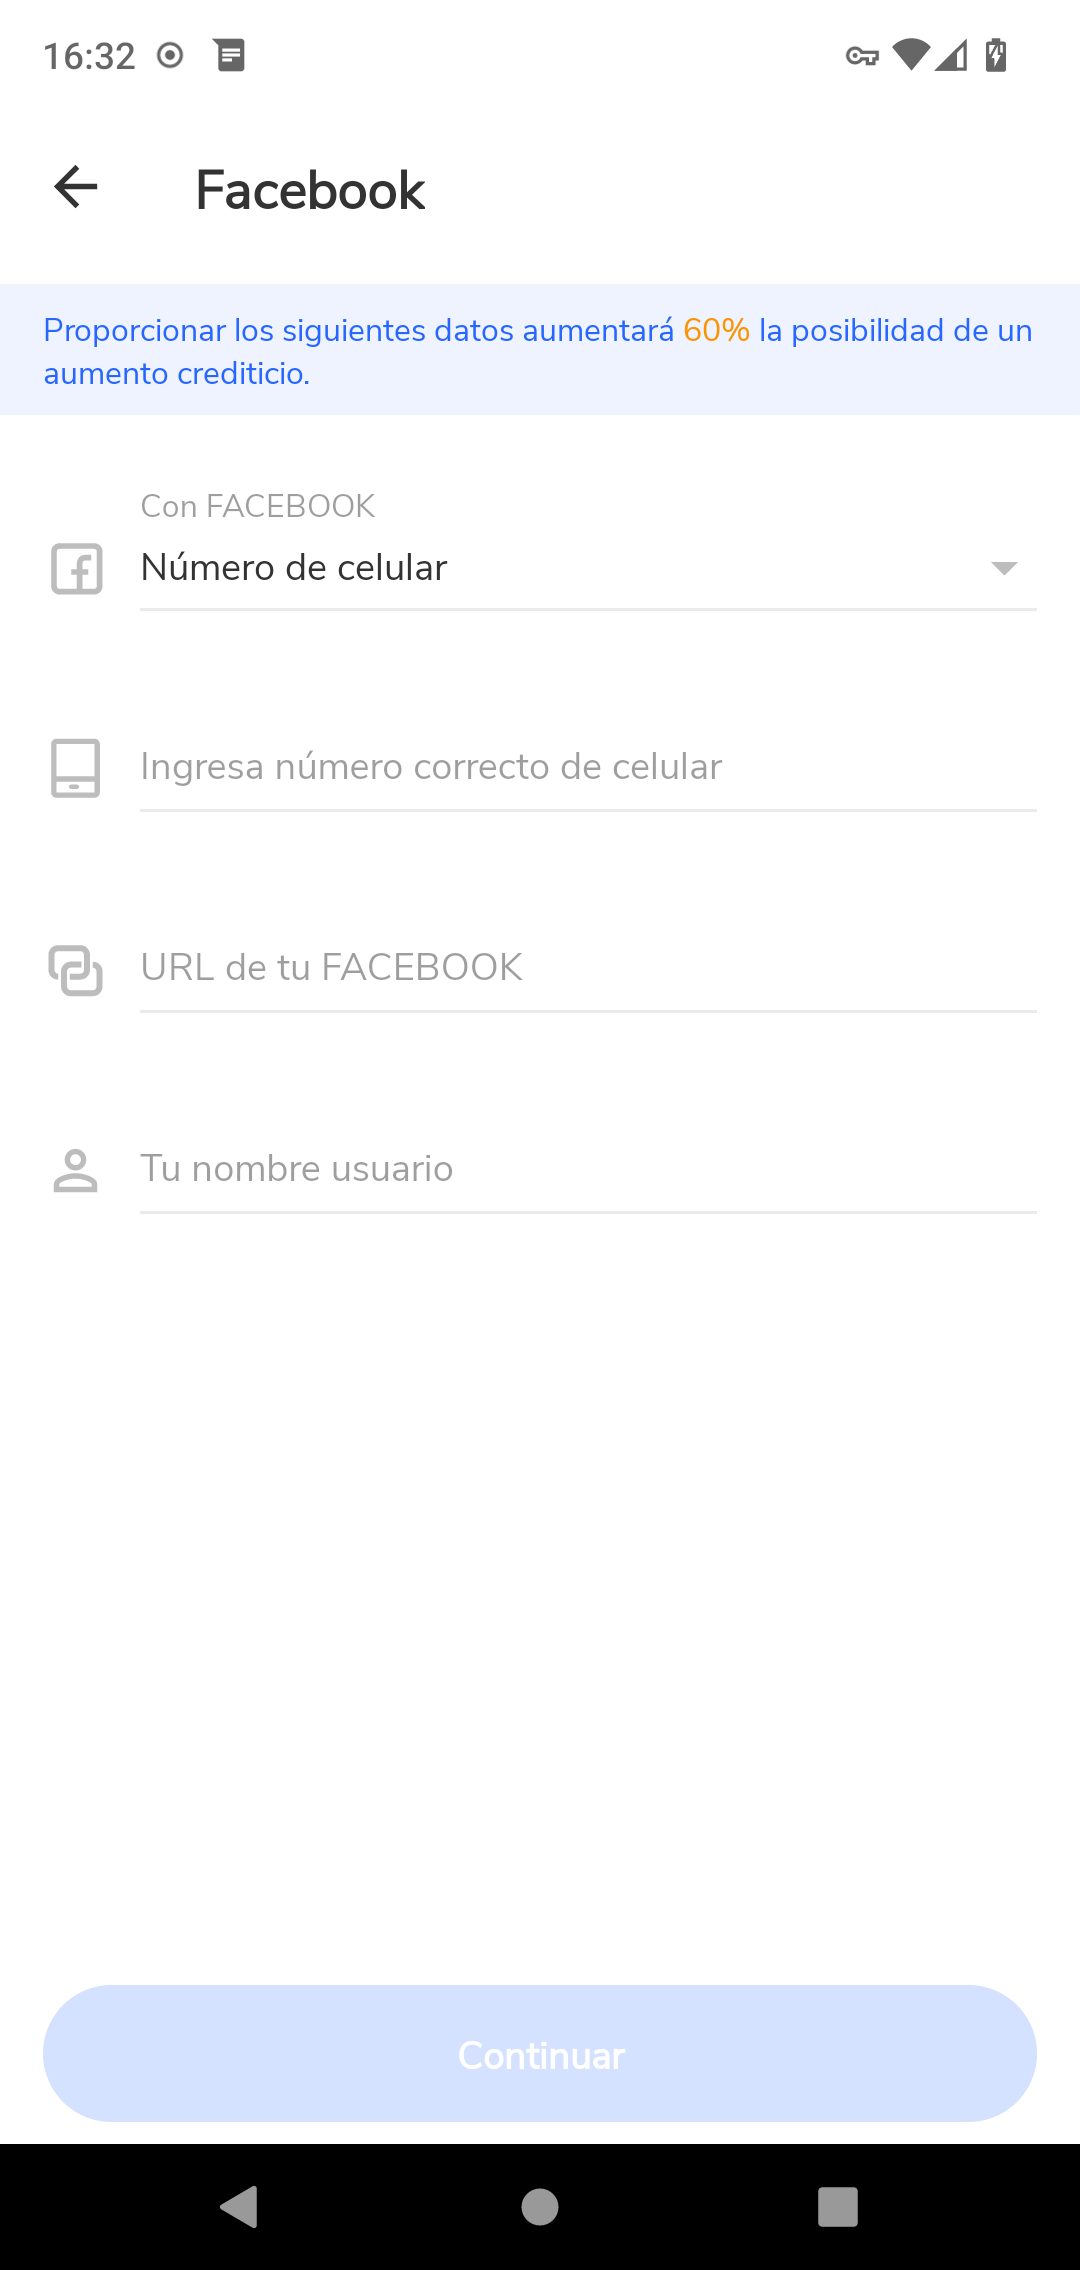 16:32
Facebook
Proporcionar los siguientes datos aumentará 60% la posibilidad de un
aumento crediticio.
Con FACEBOOK
Número de celular
Ingresa número correcto de celular
URL de tu FACEBOOK
Tu nombre usuario
Continuar